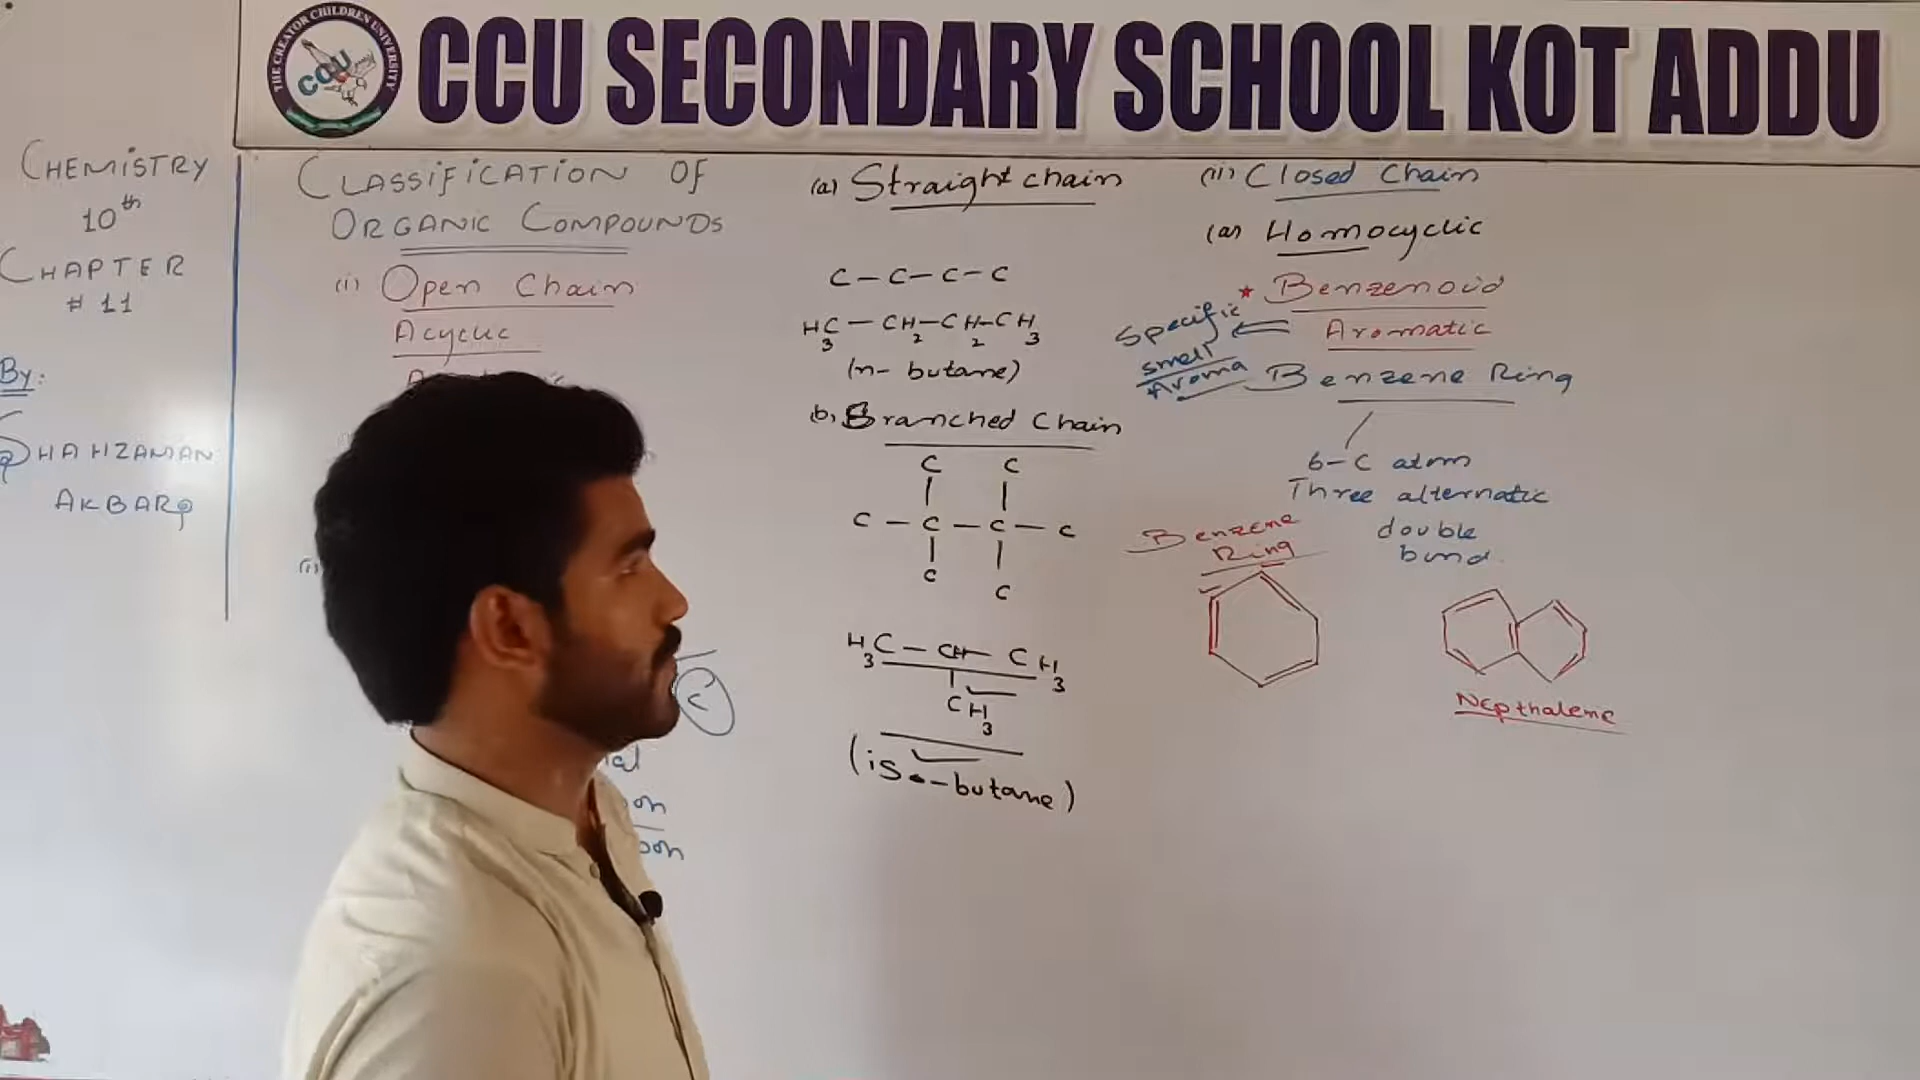 THE CREATOR CHILDREN UNIVERSITY
CCU
CCU SECONDARY SCHOOL KOT ADDU
CHEMISTRY
10th
CHAPTER
# 11
By:
SHAHZAMAN
AKBAR
CLASSIFICATION OF
ORGANIC COMPOUNDS
(i) Open Chain
Acyclic
C
on
bon
(a) Straight chain
C – C – C – C
H3C – CH2 – CH2 – CH3
(n- butane)
(b) Branched Chain
C C
C – C – C – C
C
C
H3C – CH – CH3
CH3
(iso-butane)
(ii) Closed Chain
(a) Homocyclic
* Benzenoid
Aromatic
Specific
smell
Aroma
Benzene Ring
6-C atom
Three alternatic
double
bond
Benzene
Ring
Nepthalene